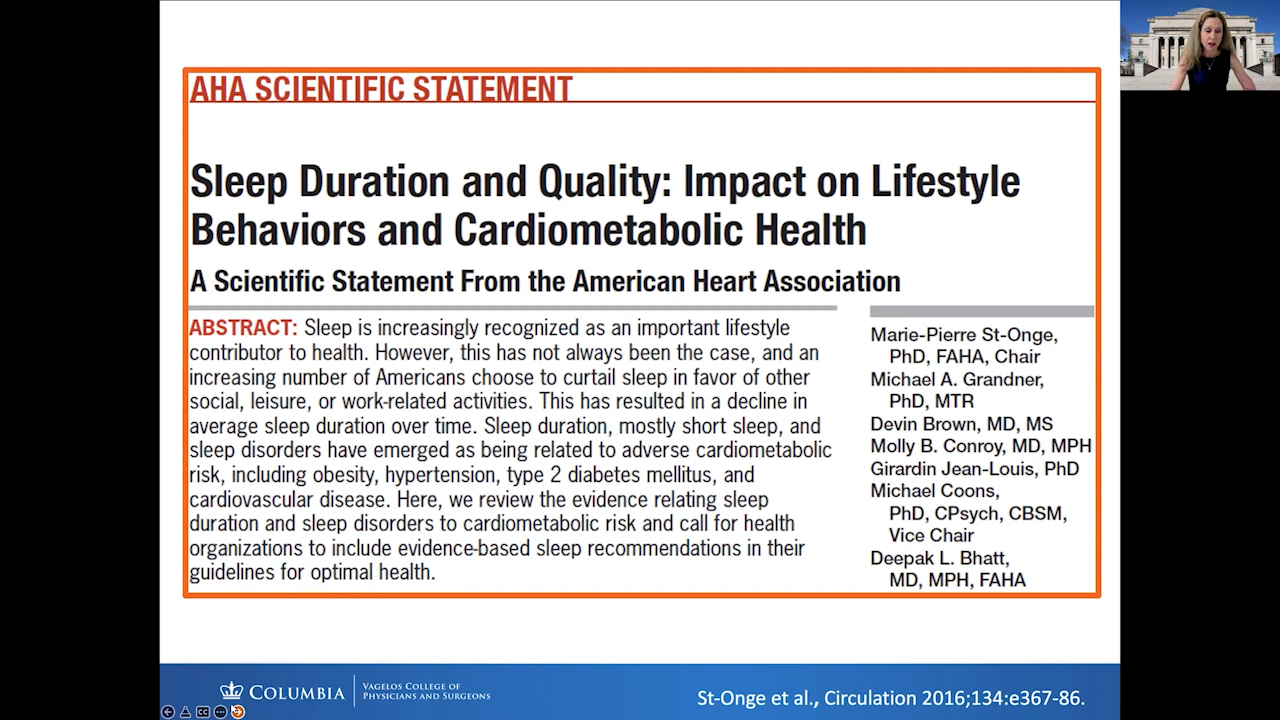 AHA SCIENTIFIC STATEMENT
Sleep Duration and Quality: Impact on Lifestyle
Behaviors and Cardiometabolic Health
A Scientific Statement From the American Heart Association
ABSTRACT: Sleep is increasingly recognized as an important lifestyle
contributor to health. However, this has not always been the case, and an
increasing number of Americans choose to curtail sleep in favor of other
social, leisure, or work-related activities. This has resulted in a decline in
average sleep duration over time. Sleep duration, mostly short sleep, and
sleep disorders have emerged as being related to adverse cardiometabolic
risk, including obesity, hypertension, type 2 diabetes mellitus, and
cardiovascular disease. Here, we review the evidence relating sleep
duration and sleep disorders to cardiometabolic risk and call for health
organizations to include evidence-based sleep recommendations in their
guidelines for optimal health.
Marie-Pierre St-Onge,
PhD, FAHA, Chair
Michael A. Grandner,
PhD, MTR
Devin Brown, MD, MS
Molly B. Conroy, MD, MPH
Girardin Jean-Louis, PhD
Michael Coons,
PhD, CPsych, CBSM,
Vice Chair
Deepak L. Bhatt,
MD, MPH, FAHA
COLUMBIA
VAGELOS COLLEGE OF
PHYSICIANS AND SURGEONS
St-Onge et al., Circulation 2016;134:e367-86.